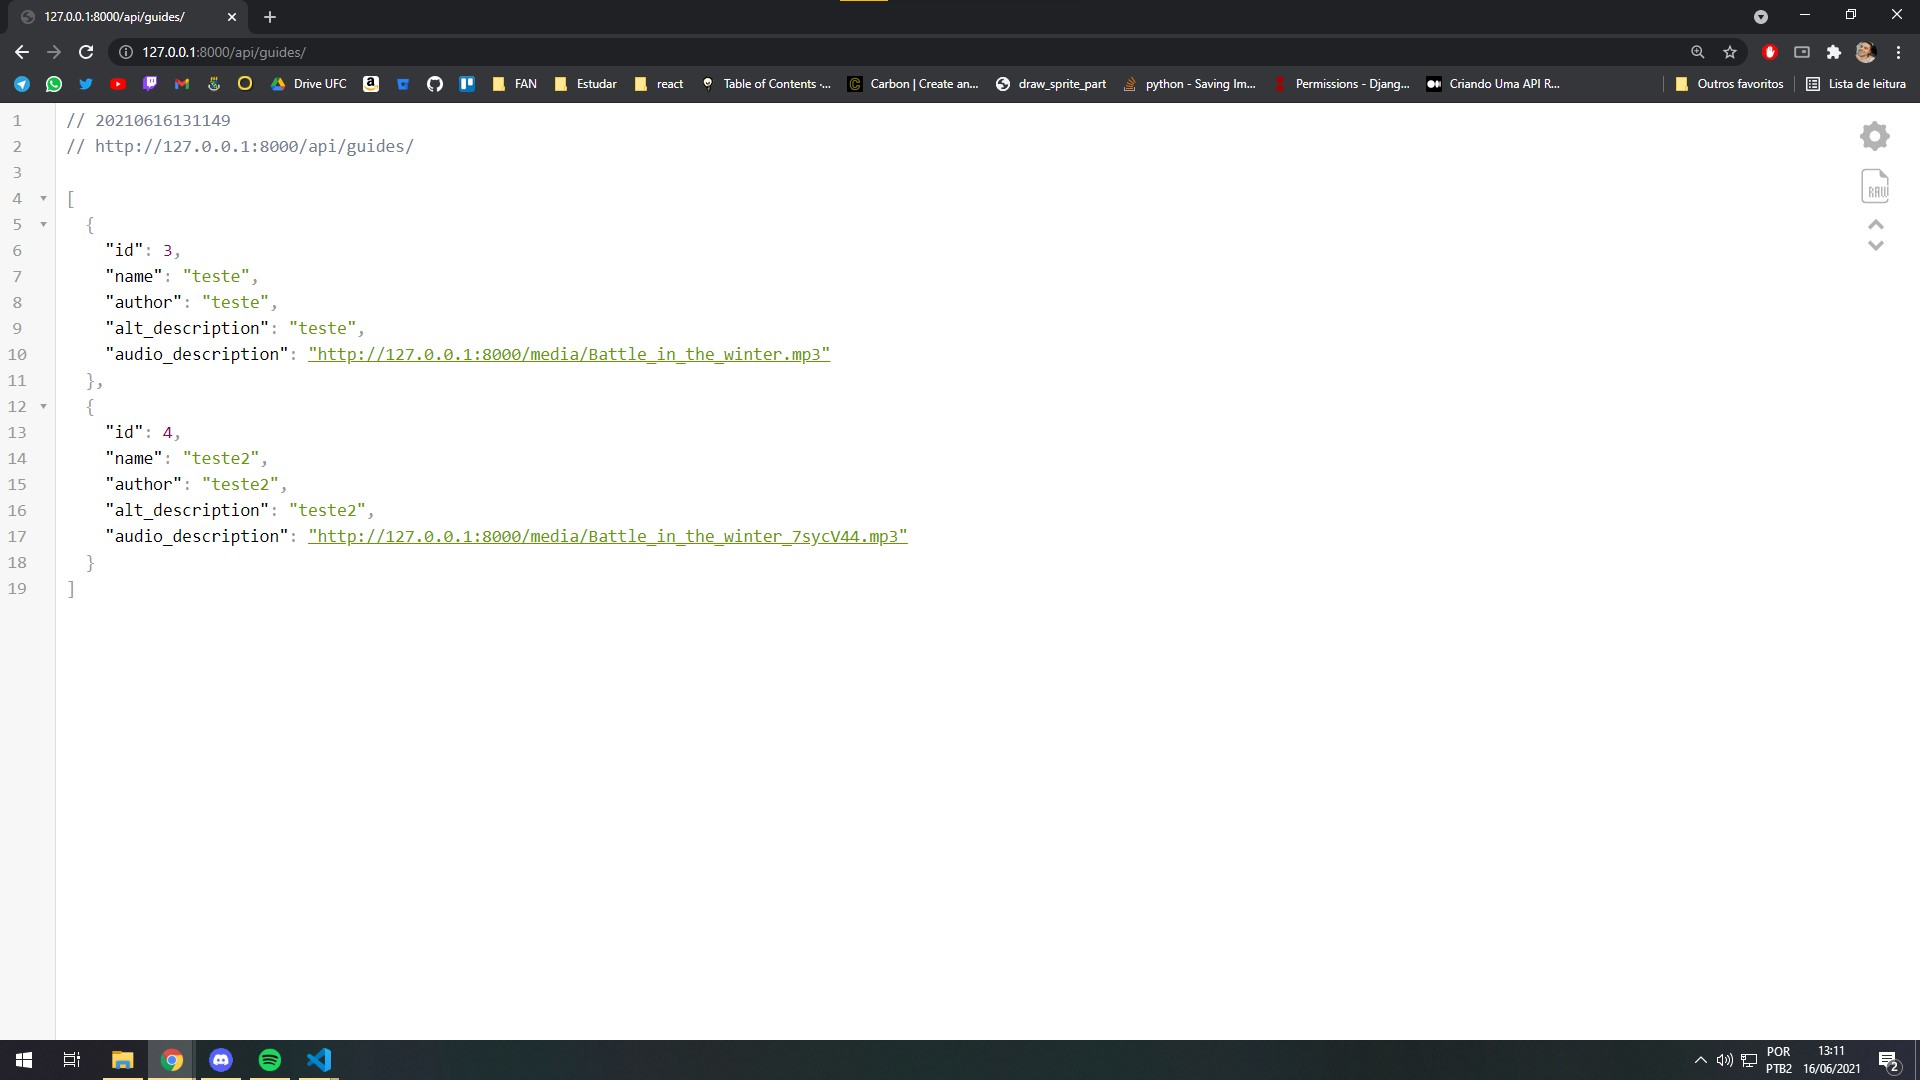 127.0.0.1:8000/api/guides/
127.0.0.1:8000/api/guides/
Drive UFC
FAN
Estudar
react
Table of Contents ·...
Carbon | Create an...
draw_sprite_part
python - Saving Im...
Permissions - Djang...
Criando Uma API R...
Outros favoritos
Lista de leitura
1 // 20210616131149
2 // http://127.0.0.1:8000/api/guides/
3
4 [
5 {
6 "id": 3,
7 "name": "teste",
8 "author": "teste",
9 "alt_description": "teste",
10 "audio_description": "http://127.0.0.1:8000/media/Battle_in_the_winter.mp3"
11 },
12 {
13 "id": 4,
14 "name": "teste2",
15 "author": "teste2",
16 "alt_description": "teste2",
17 "audio_description": "http://127.0.0.1:8000/media/Battle_in_the_winter_7sycV44.mp3"
18 }
19 ]
RAW
POR
PTB2
13:11
16/06/2021
2